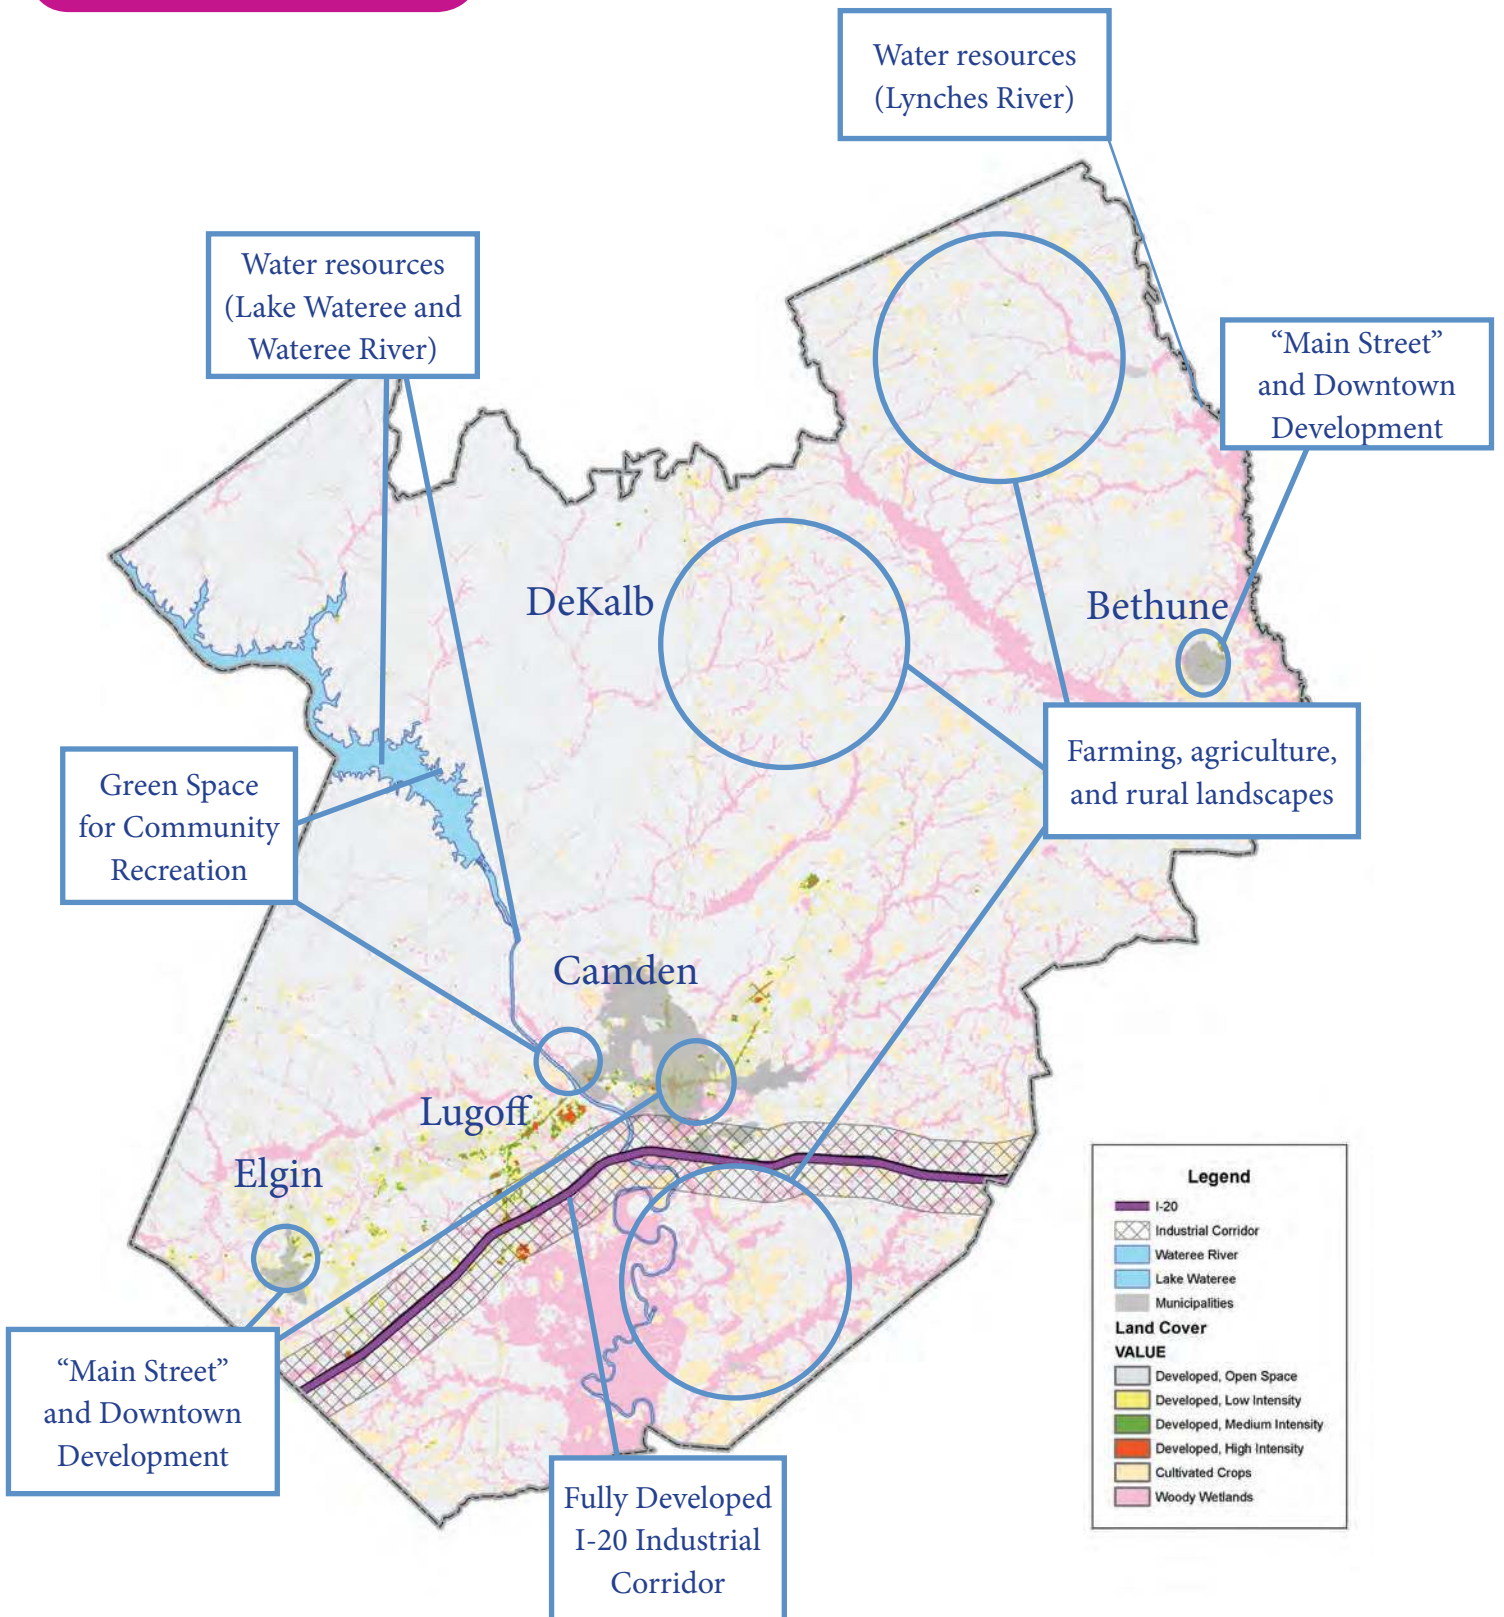 Water resources
(Lynches River)
Water resources
(Lake Wateree and
Wateree River)
“Main Street”
and Downtown
Development
DeKalb
Bethune
Farming, agriculture,
and rural landscapes
Green Space
for Community
Recreation
Camden
Lugoff
Elgin
“Main Street”
and Downtown
Development
Fully Developed
I-20 Industrial
Corridor
Legend
I-20
Industrial Corridor
Wateree River
Lake Wateree
Municipalities
Land Cover
VALUE
Developed, Open Space
Developed, Low Intensity
Developed, Medium Intensity
Developed, High Intensity
Cultivated Crops
Woody Wetlands